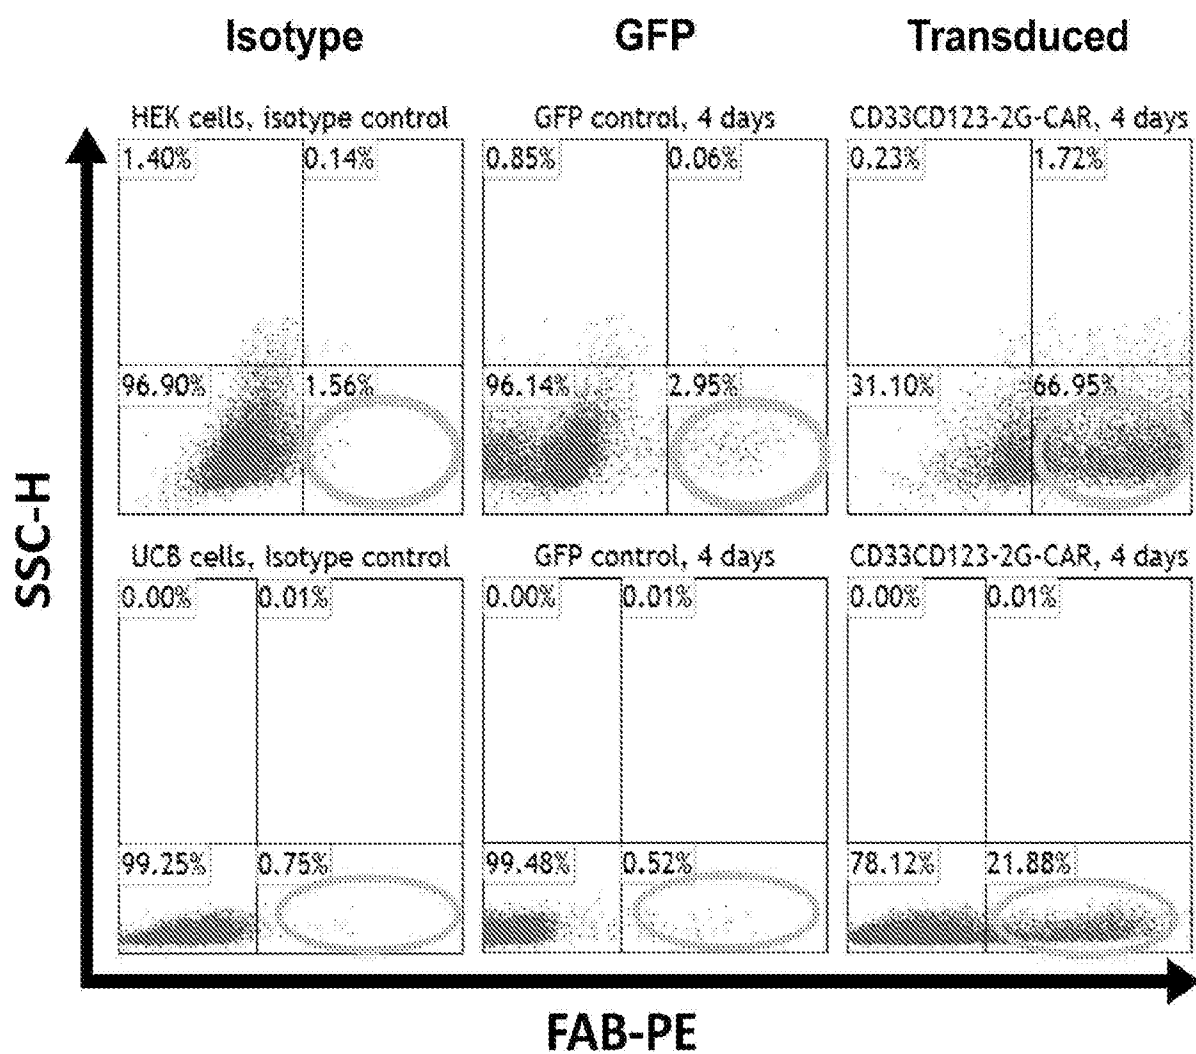 Isotype GFP Transduced
HEK cells, isotype control GFP control, 4 days CD33CD123-2G-CAR, 4 days
1.40% 0.14% 0.85% 0.06% 0.23% 1.72%
96.90% 1.56% 96.14% 2.95% 31.10% 66.95%
SSC-H
UCB cells, Isotype control GFP control, 4 days CD33CD123-2G-CAR, 4 days
0.00% 0.01% 0.00% 0.01% 0.00% 0.01%
99.25% 0.75% 99.48% 0.52% 78.12% 21.88%
FAB-PE